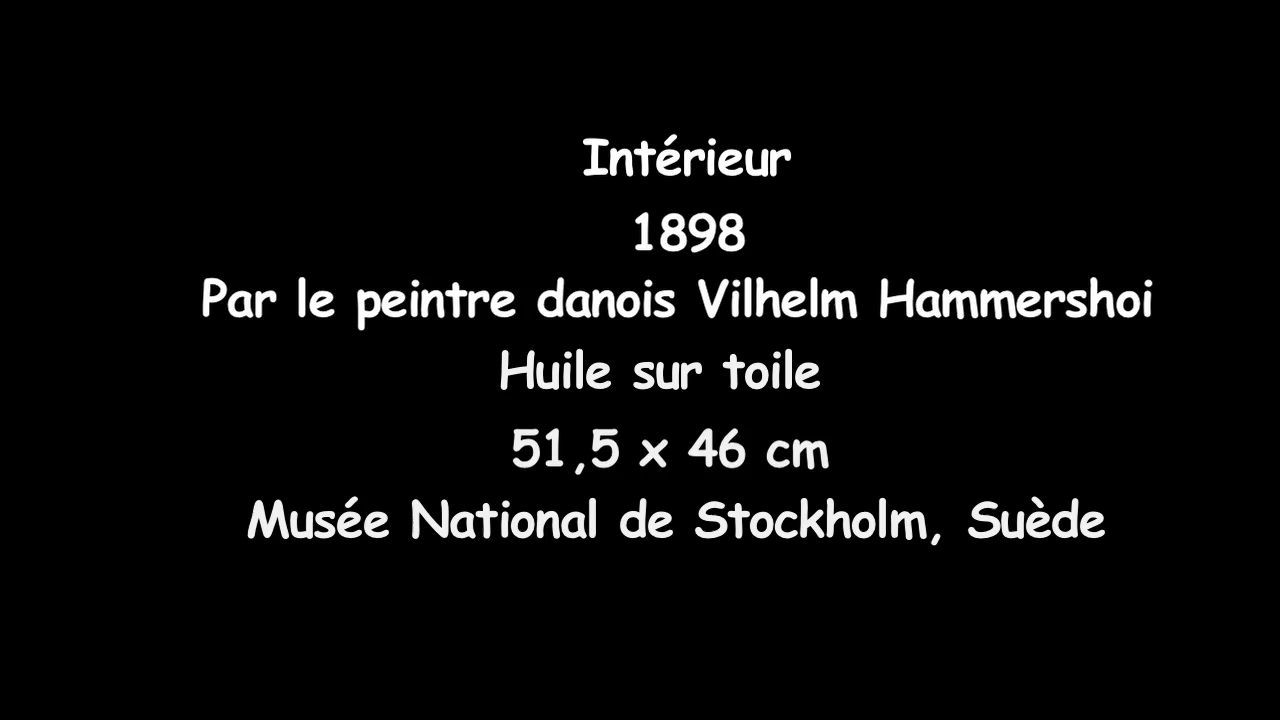 Intérieur
1898
Par le peintre danois Vilhelm Hammershoi
Huile sur toile
51,5 x 46 cm
Musée National de Stockholm, Suède